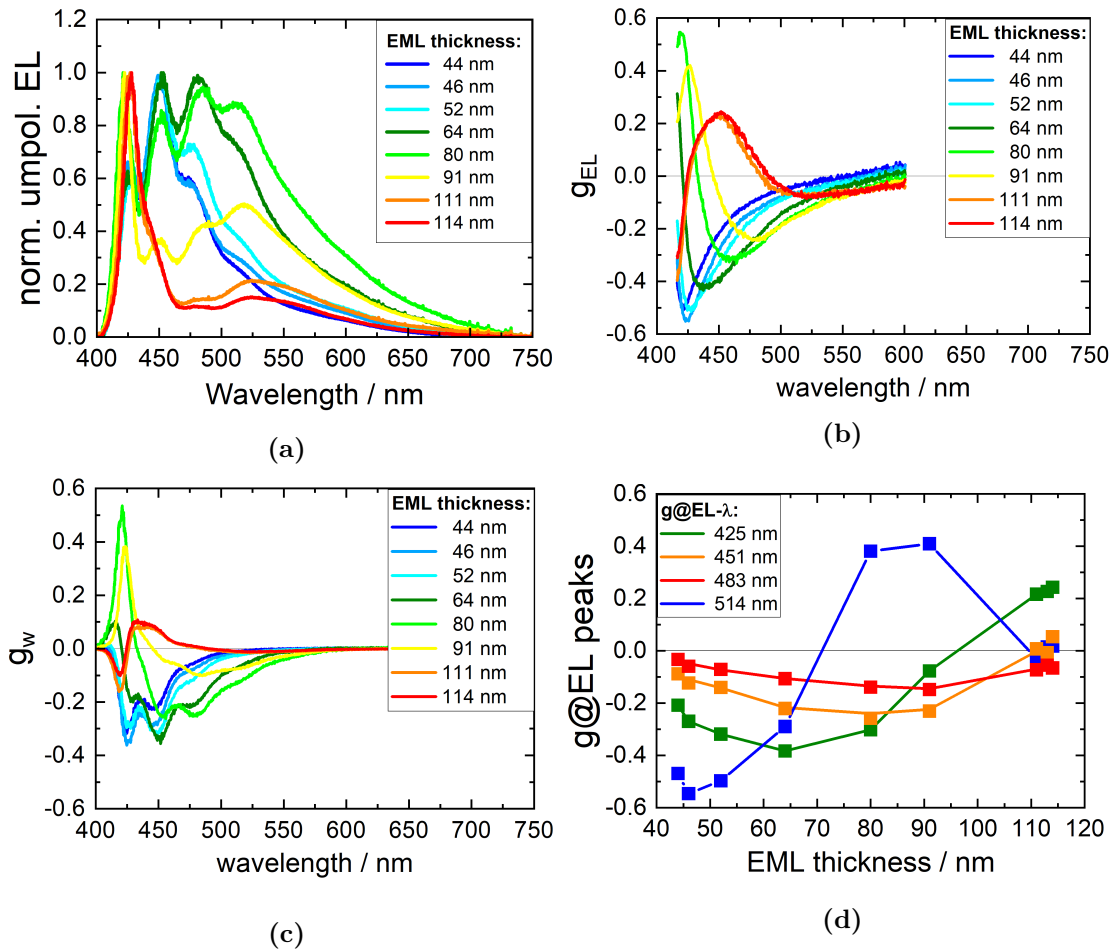 norm. umpol. EL
1.2
1.0
0.8
0.6
0.4
0.2
0.0
400 450 500 550 600 650 700 750
Wavelength / nm
EML thickness:
44 nm
46 nm
52 nm
64 nm
80 nm
91 nm
111 nm
114 nm
(a)
gEL
0.6
0.4
0.2
0.0
-0.2
-0.4
-0.6
400 450 500 550 600 650 700 750
wavelength / nm
EML thickness:
44 nm
46 nm
52 nm
64 nm
80 nm
91 nm
111 nm
114 nm
(b)
gw
0.6
0.4
0.2
0.0
-0.2
-0.4
-0.6
400 450 500 550 600 650 700 750
wavelength / nm
EML thickness:
44 nm
46 nm
52 nm
64 nm
80 nm
91 nm
111 nm
114 nm
(c)
g@EL peaks
0.6
0.4
0.2
0.0
-0.2
-0.4
-0.6
40 50 60 70 80 90 100 110 120
EML thickness / nm
g@EL-λ:
425 nm
451 nm
483 nm
514 nm
(d)